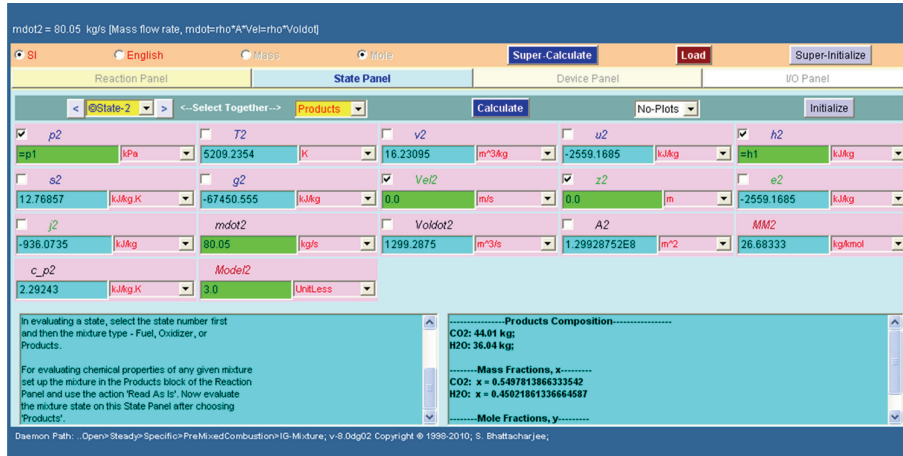 mdot2 = 80.05 kg/s [Mass flow rate, mdot=rho*A*Vel=rho*Voldot]
SI English Mass Mole Super-Calculate Load Super-Initialize
Reaction Panel State Panel Device Panel I/O Panel
< ©State-2 > <--Select Together--> Products Calculate No-Plots Initialize
p2 T2 v2 u2 h2
=p1 kPa 5209.2354 K 16.23095 m^3/kg -2559.1685 kJ/kg =h1 kJ/kg
s2 g2 Vel2 z2 e2
12.76857 kJ/kg.K -67450.555 kJ/kg 0.0 m/s 0.0 m -2559.1685 kJ/kg
j2 mdot2 Voldot2 A2 MM2
-936.0735 kJ/kg 80.05 kg/s 1299.2875 m^3/s 1.29928752E8 m^2 26.68333 kg/kmol
c_p2 Model2
2.29243 kJ/kg.K 3.0 UnitLess
In evaluating a state, select the state number first
and then the mixture type - Fuel, Oxidizer, or
Products.
For evaluating chemical properties of any given mixture
set up the mixture in the Products block of the Reaction
Panel and use the action 'Read As Is'. Now evaluate
the mixture state on this State Panel after choosing
'Products'.
---------------Products Composition-----------------
CO2: 44.01 kg;
H2O: 36.04 kg;
--------Mass Fractions, x---------
CO2: x = 0.5497813866333542
H2O: x = 0.45021861336664587
--------Mole Fractions, y---------
Daemon Path: ..Open>Steady>Specific>PreMixedCombustion>IG-Mixture; v-8.0dg02 Copyright © 1998-2010; S. Bhattacharjee;